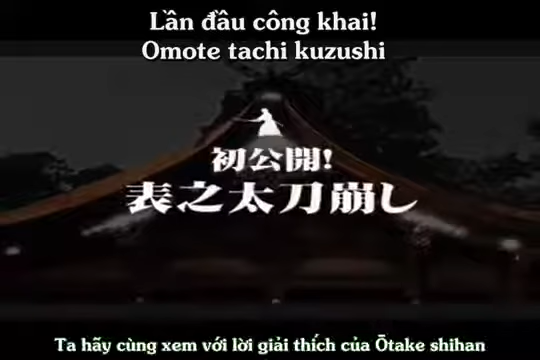 Lần đầu công khai!
Omote tachi kuzushi
初公開!
表之太刀崩し
Ta hãy cùng xem với lời giải thích của Ōtake shihan